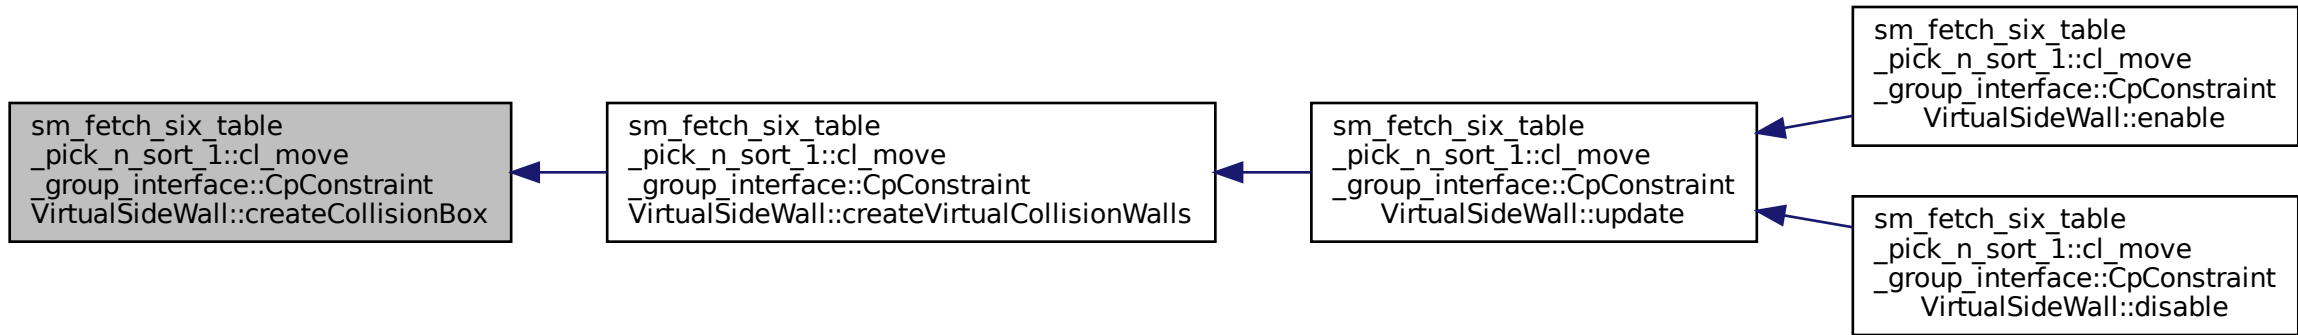 sm_fetch_six_table
_pick_n_sort_1::cl_move
_group_interface::CpConstraint
VirtualSideWall::createCollisionBox
sm_fetch_six_table
_pick_n_sort_1::cl_move
_group_interface::CpConstraint
VirtualSideWall::createVirtualCollisionWalls
sm_fetch_six_table
_pick_n_sort_1::cl_move
_group_interface::CpConstraint
VirtualSideWall::update
sm_fetch_six_table
_pick_n_sort_1::cl_move
_group_interface::CpConstraint
VirtualSideWall::enable
sm_fetch_six_table
_pick_n_sort_1::cl_move
_group_interface::CpConstraint
VirtualSideWall::disable